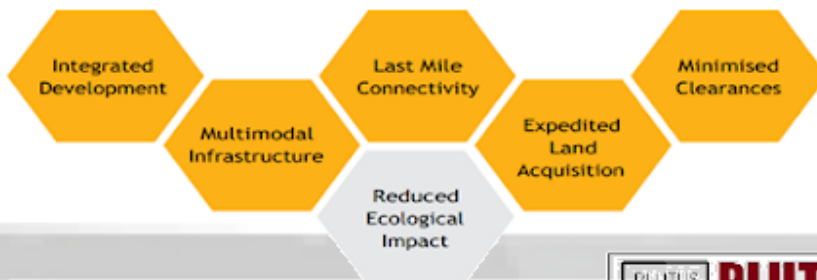 Integrated
Development
Multimodal
Infrastructure
Last Mile
Connectivity
Reduced
Ecological
Impact
Expedited
Land
Acquisition
Minimised
Clearances